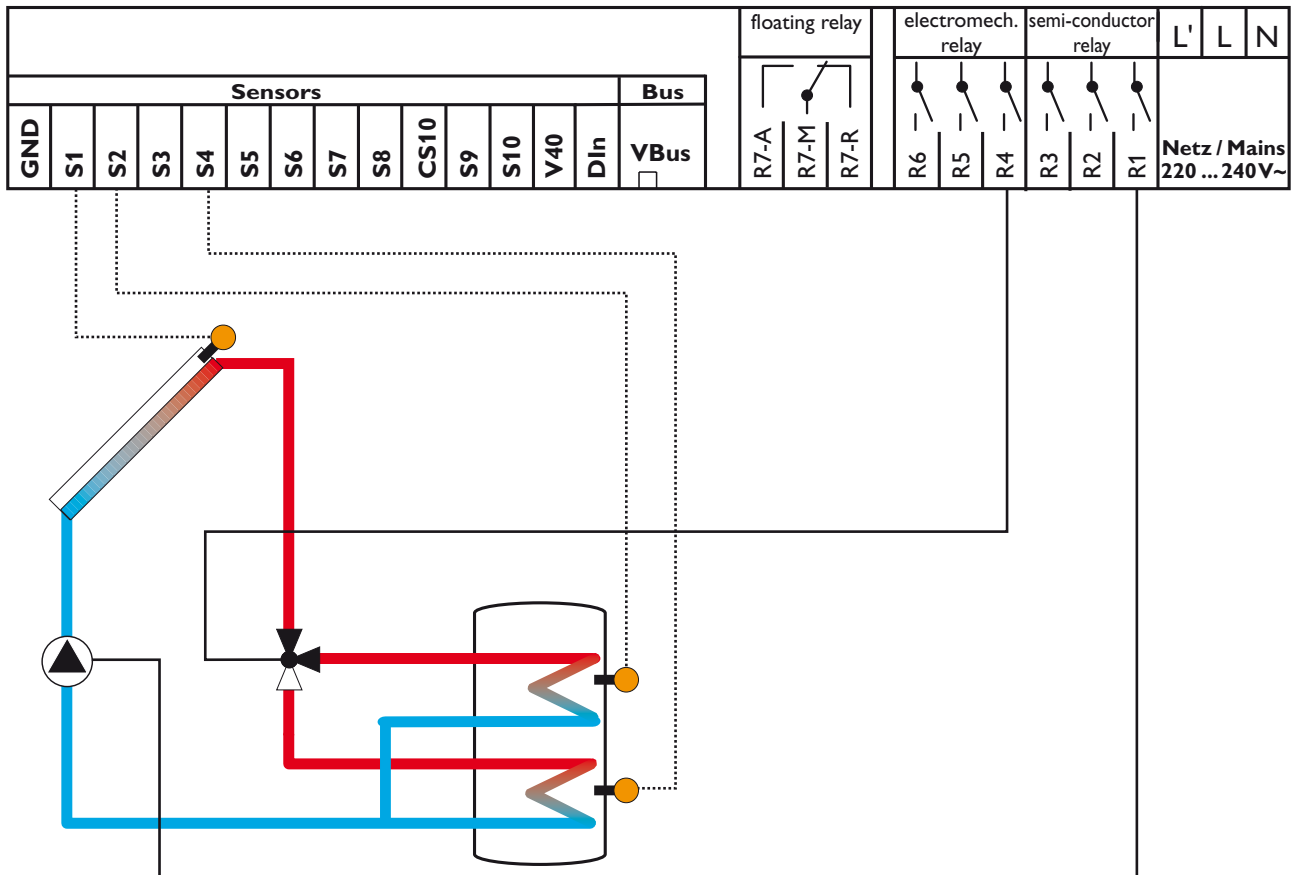 floating relay
electromech. relay
semi-conductor relay
L' L N
Sensors
Bus
GND
S1
S2
S3
S4
S5
S6
S7
S8
CS10
S9
S10
V40
DIn
VBus
R7-A
R7-M
R7-R
R6
R5
R4
R3
R2
R1
Netz / Mains
220 ... 240 V~